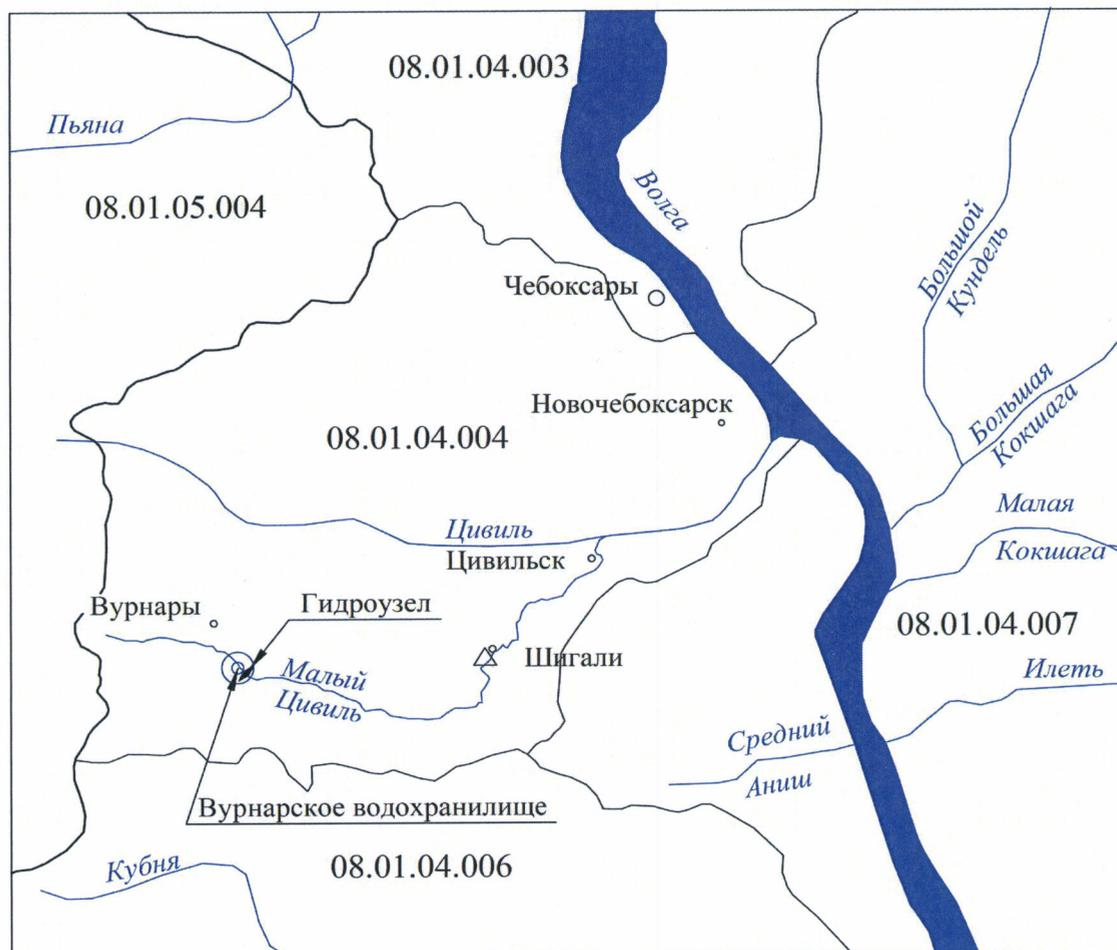 08.01.04.003
Пьяна
08.01.05.004
Волга
Большой
Кундель
Чебоксары
Новочебоксарск
08.01.04.004
Большая
Кокшага
Малая
Кокшага
Цивиль
Цивильск
Вурнары
Гидроузел
08.01.04.007
Шигали
Малый
Цивиль
Илеть
Средний
Аниш
Вурнарское водохранилище
Кубня
08.01.04.006